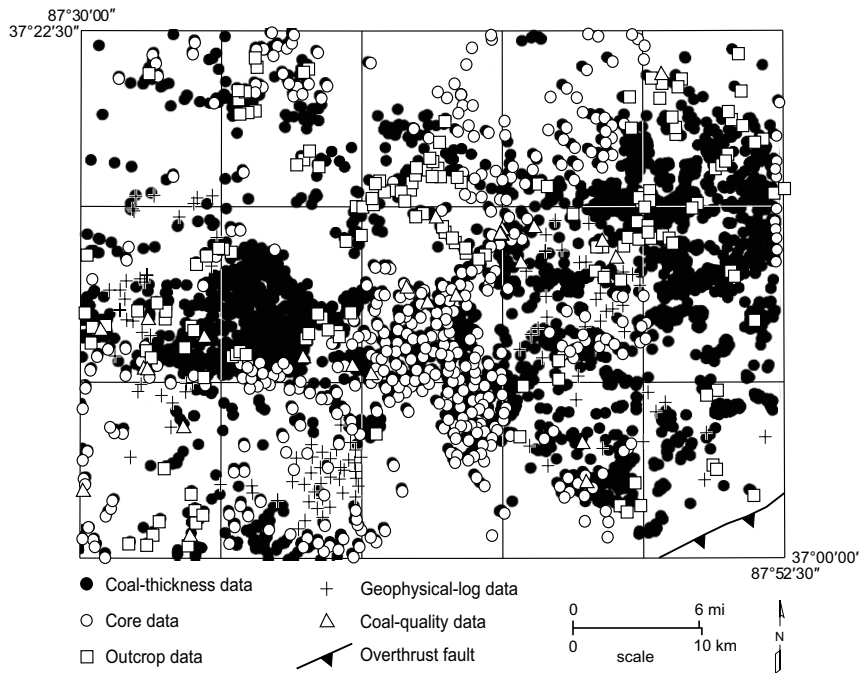 87°30′00″
37°22′30″
37°00′00′
87°52′30″
Coal-thickness data
Core data
Outcrop data
Geophysical-log data
Coal-quality data
Overthrust fault
0 6 mi
0 10 km
scale
N